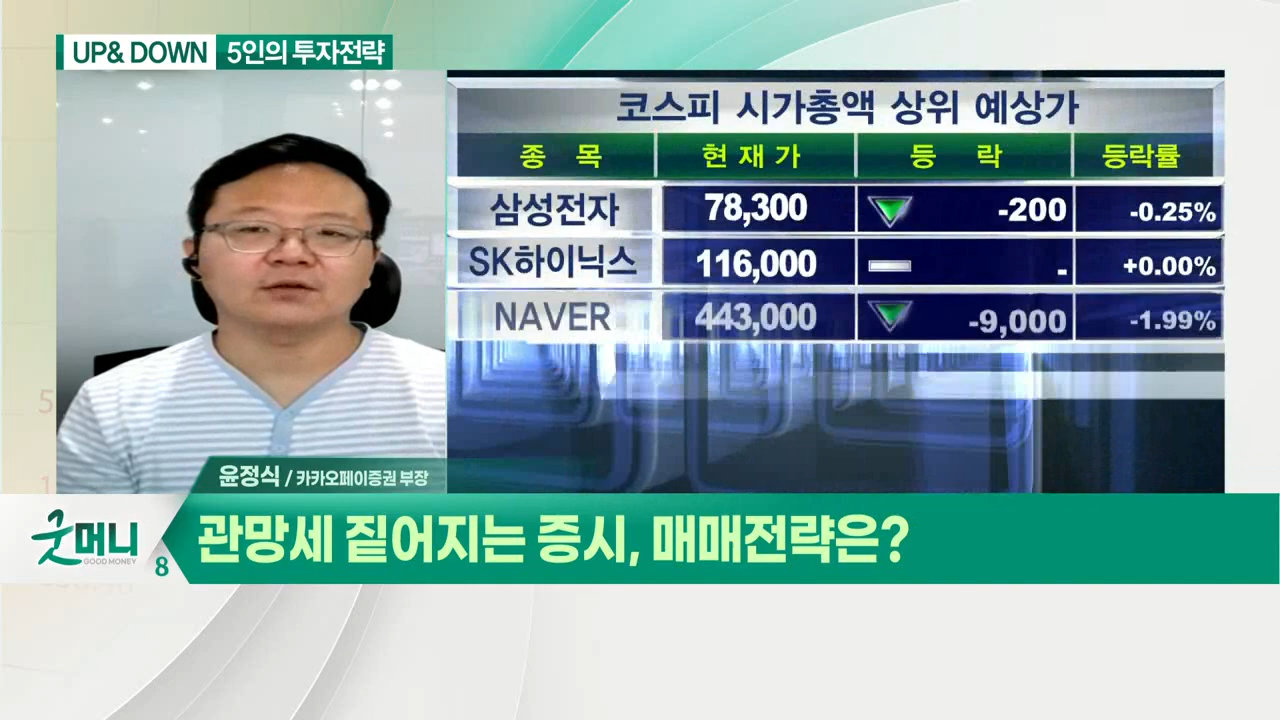 UP& DOWN 5인의 투자전략
코스피 시가총액 상위 예상가
종 목 현 재 가 등 락 등락률
삼성전자 78,300 -200 -0.25%
SK하이닉스 116,000 - +0.00%
NAVER 443,000 -9,000 -1.99%
5
1
윤정식 / 카카오페이증권 부장
굿머니
GOOD MONEY
8
관망세 짙어지는 증시, 매매전략은?